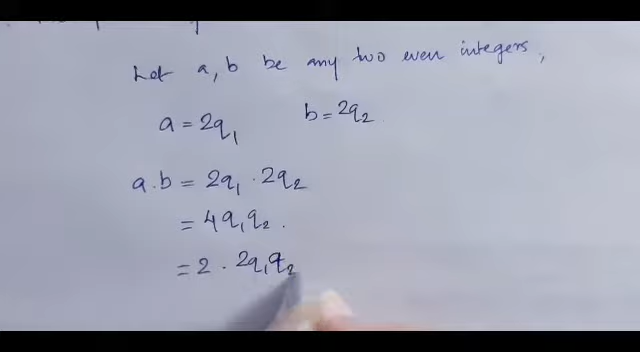 Let a, b be any two even integers,
a = 2q₁ b = 2q₂
a.b = 2q₁ . 2q₂
= 4q₁q₂.
= 2 . 2q₁q₂